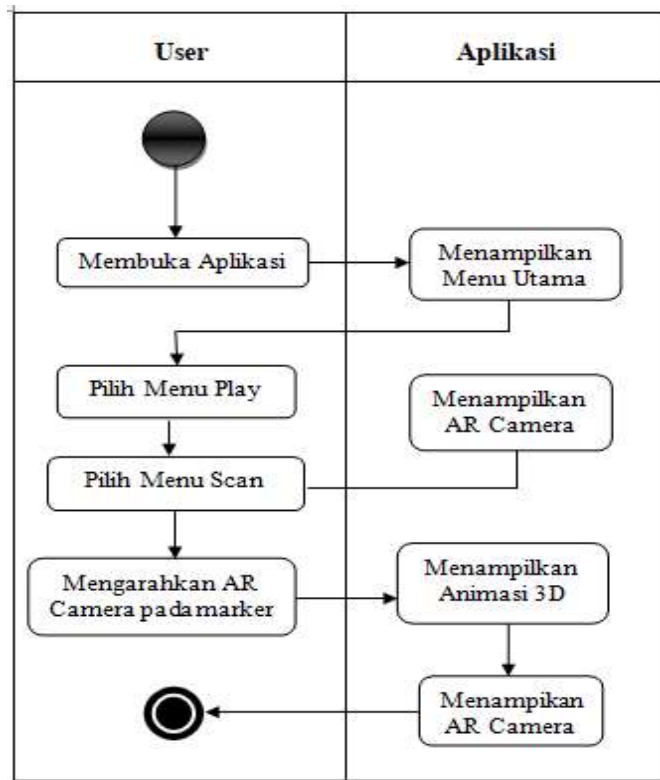 User
Aplikasi
Membuka Aplikasi
Menampilkan
Menu Utama
Pilih Menu Play
Menampilkan
AR Camera
Pilih Menu Scan
Mengarahkan AR
Camera pada marker
Menampilkan
Animasi 3D
Menampikan
AR Camera